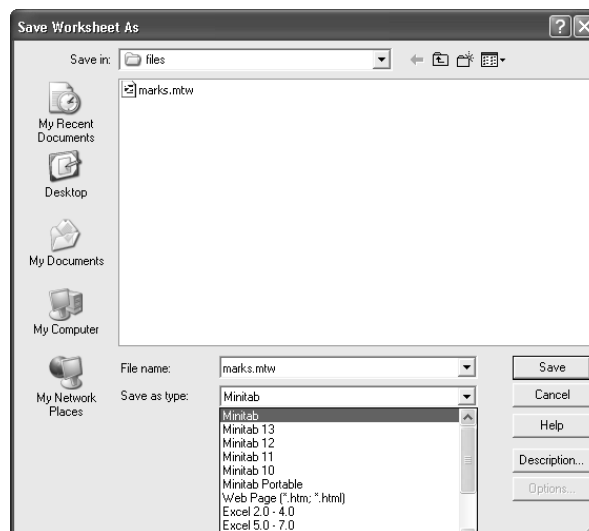 Save Worksheet As
Save in: files
marks.mtw
My Recent
Documents
Desktop
My Documents
My Computer
My Network
Places
File name: marks.mtw Save
Save as type: Minitab Cancel
Minitab
Minitab 13
Minitab 12
Minitab 11
Minitab 10
Minitab Portable
Web Page (*.htm; *.html)
Excel 2.0 - 4.0
Excel 5.0 - 7.0
Help
Description...
Options...